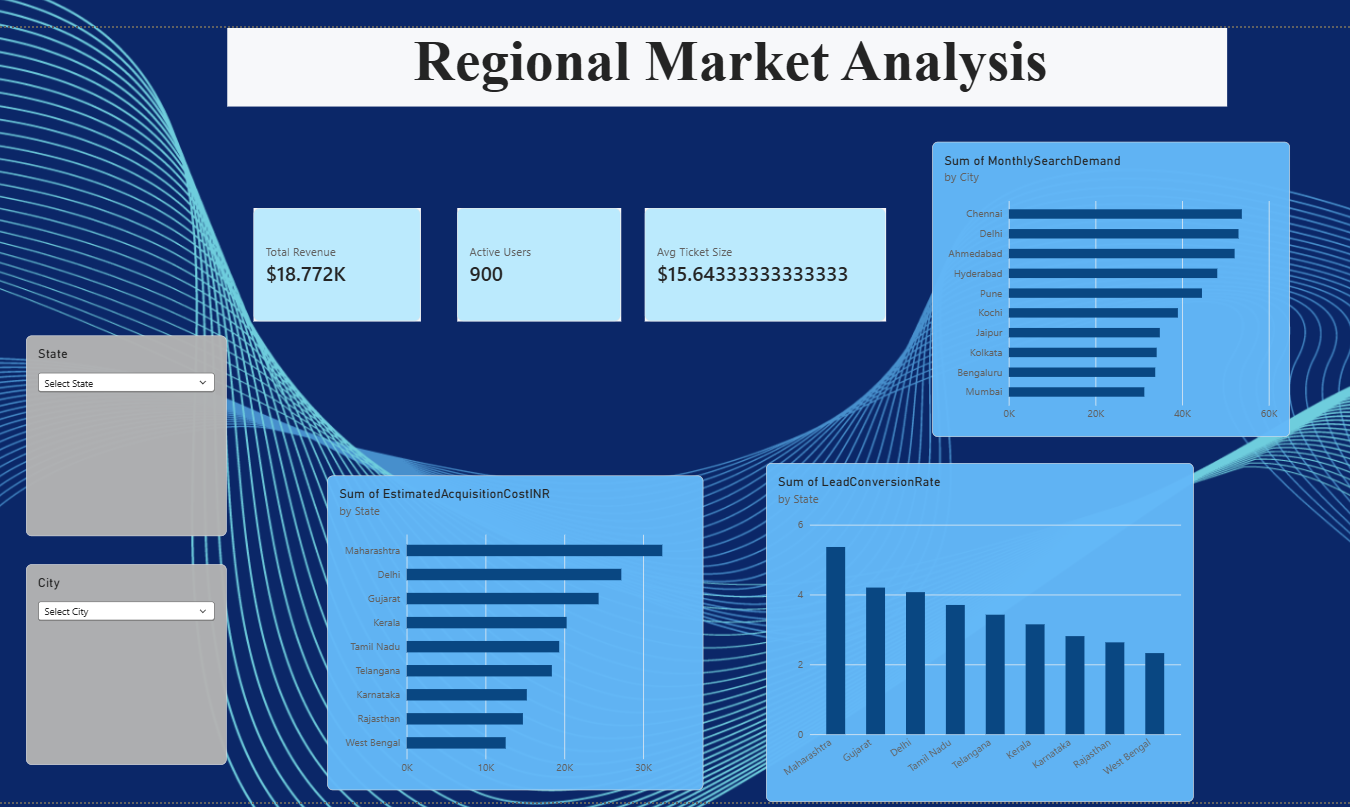 Regional Market Analysis
Total Revenue
$18.772K
Active Users
900
Avg Ticket Size
$15.64333333333333
Sum of MonthlySearchDemand
by City
Chennai
Delhi
Ahmedabad
Hyderabad
Pune
Kochi
Jaipur
Kolkata
Bengaluru
Mumbai
0K 20K 40K 60K
State
Select State
City
Select City
Sum of EstimatedAcquisitionCostINR
by State
Maharashtra
Delhi
Gujarat
Kerala
Tamil Nadu
Telangana
Karnataka
Rajasthan
West Bengal
0K 10K 20K 30K
Sum of LeadConversionRate
by State
6
4
2
0
Maharashtra Gujarat Delhi Tamil Nadu Telangana Kerala Karnataka Rajasthan West Bengal